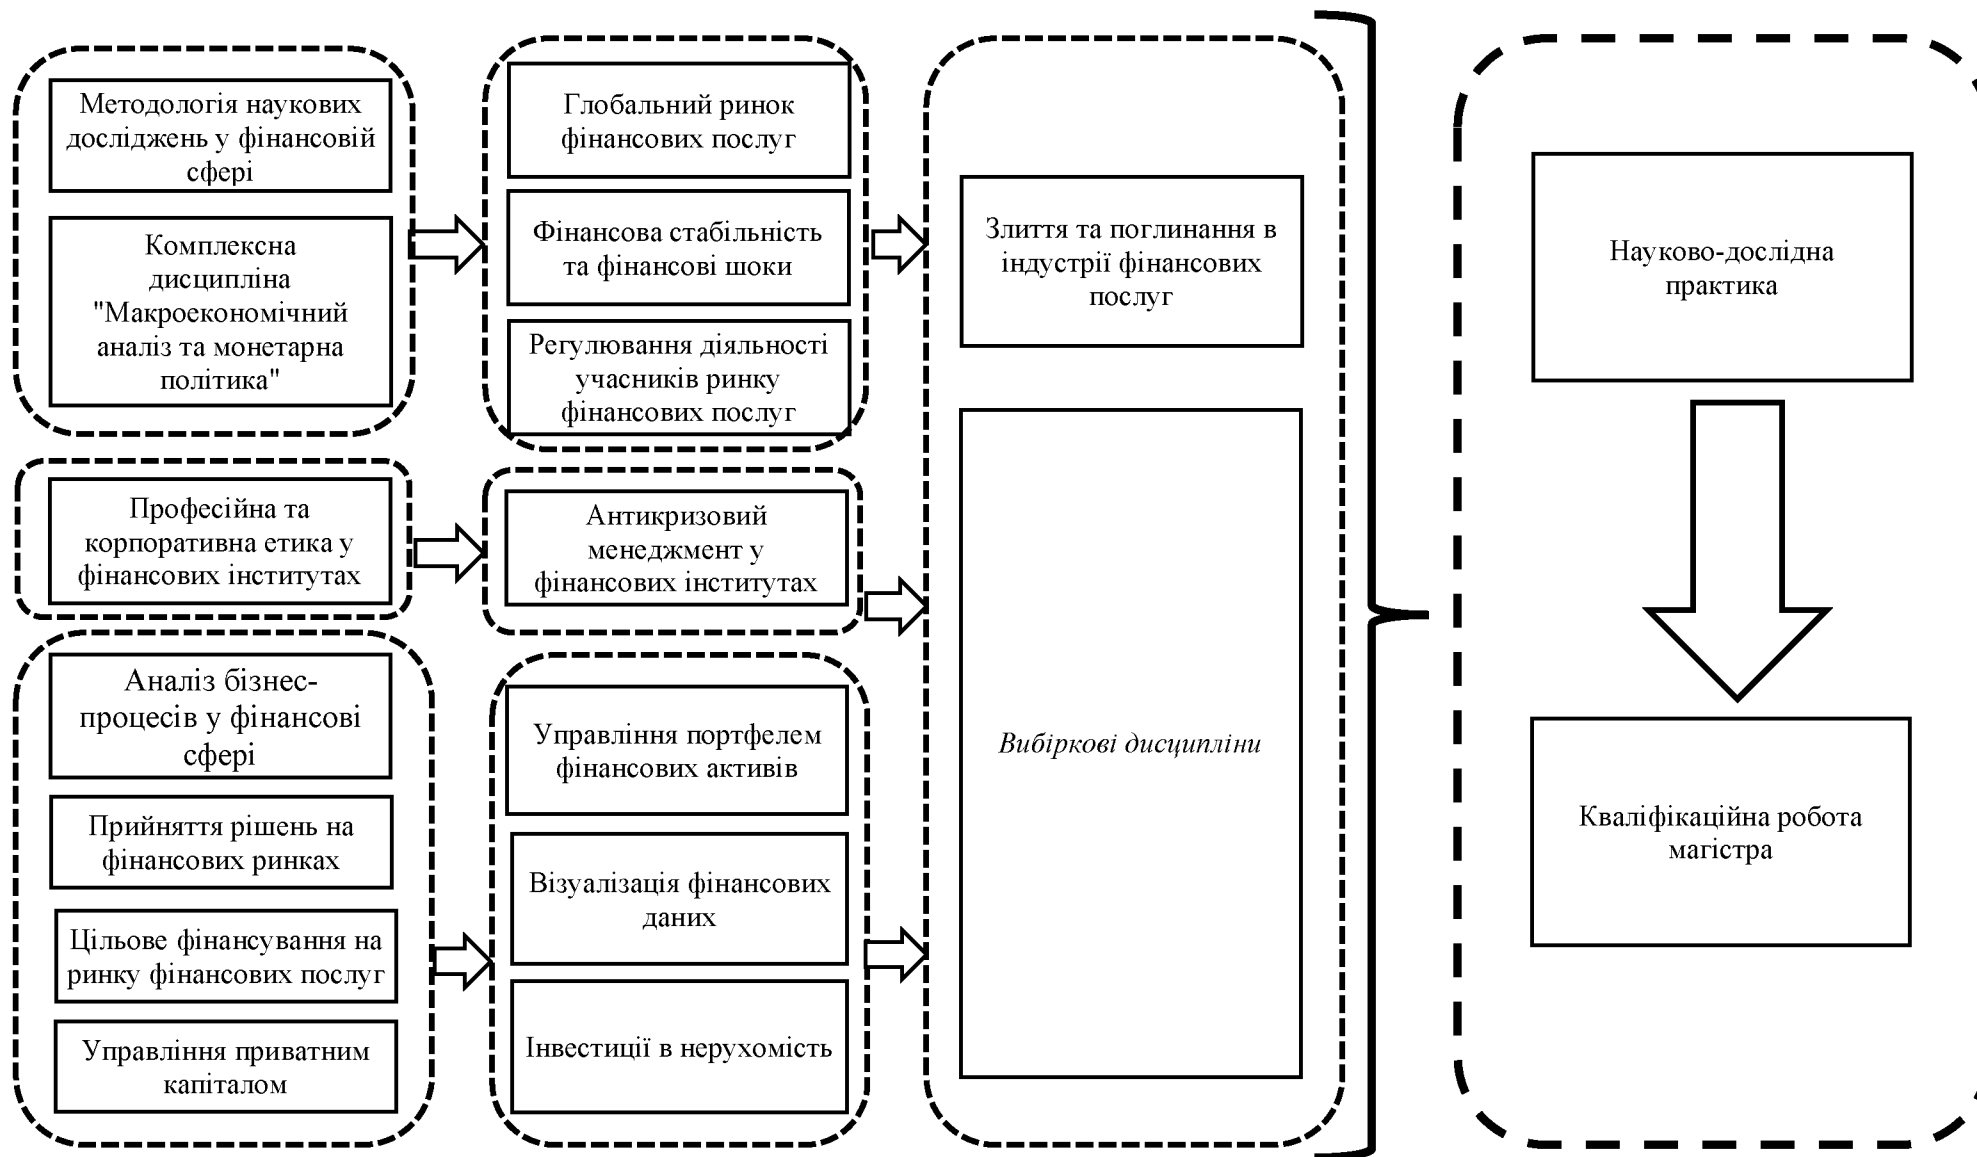 Методологія наукових
досліджень у фінансовій
сфері
Комплексна
дисципліна
"Макроекономічний
аналіз та монетарна
політика"
Професійна та
корпоративна етика у
фінансових інститутах
Аналіз бізнес-
процесів у фінансові
сфері
Прийняття рішень на
фінансових ринках
Цільове фінансування на
ринку фінансових послуг
Управління приватним
капіталом
Глобальний ринок
фінансових послуг
Фінансова стабільність
та фінансові шоки
Регулювання діяльності
учасників ринку
фінансових послуг
Антикризовий
менеджмент у
фінансових інститутах
Управління портфелем
фінансових активів
Візуалізація фінансових
даних
Інвестиції в нерухомість
Злиття та поглинання в
індустрії фінансових
послуг
Вибіркові дисципліни
Науково-дослідна
практика
Кваліфікаційна робота
магістра